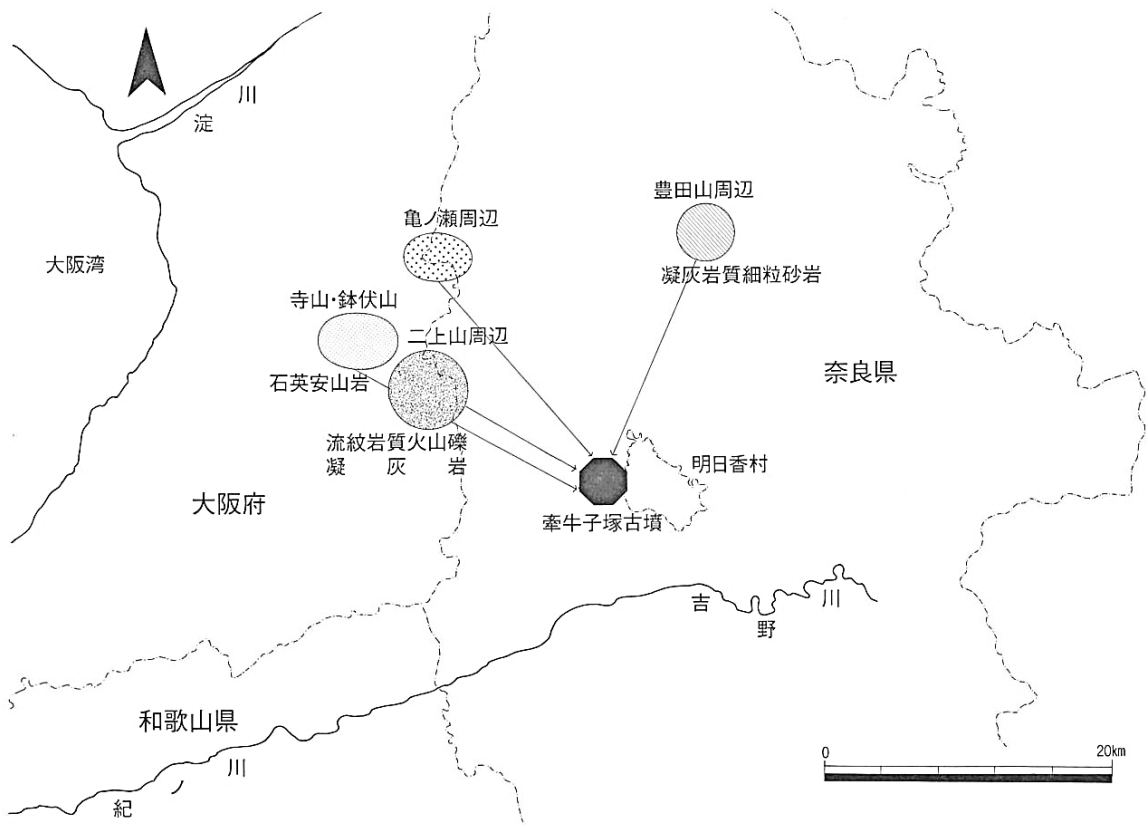 淀川
大阪湾
亀ノ瀬周辺
豊田山周辺
凝灰岩質細粒砂岩
寺山・鉢伏山
石英安山岩
二上山周辺
流紋岩質火山礫
凝灰岩
奈良県
明日香村
牽牛子塚古墳
大阪府
吉野川
和歌山県
紀川
0
20km